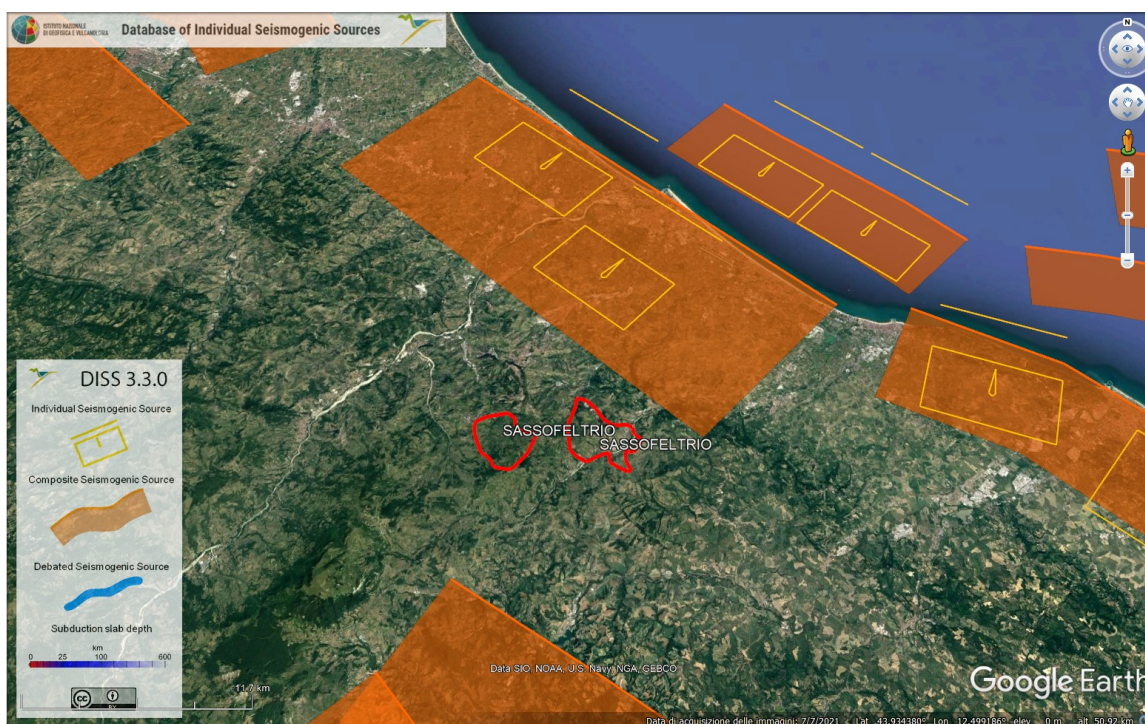 ISTITUTO NAZIONALE
DI GEOFISICA E VULCANOLOGIA
Database of Individual Seismogenic Sources
N
DISS 3.3.0
Individual Seismogenic Source
Composite Seismogenic Source
Debated Seismogenic Source
Subduction slab depth
km
0 25 100 600
CC BY
SASSOFELTRIO
SASSOFELTRIO
11.7 km
Data SIO, NOAA, U.S. Navy, NGA, GEBCO
Google Earth
Data di acquisizione delle immagini: 7/7/2021 Lat 43.934380° Lon 12.499186° elev 0 m alt 50.92 km